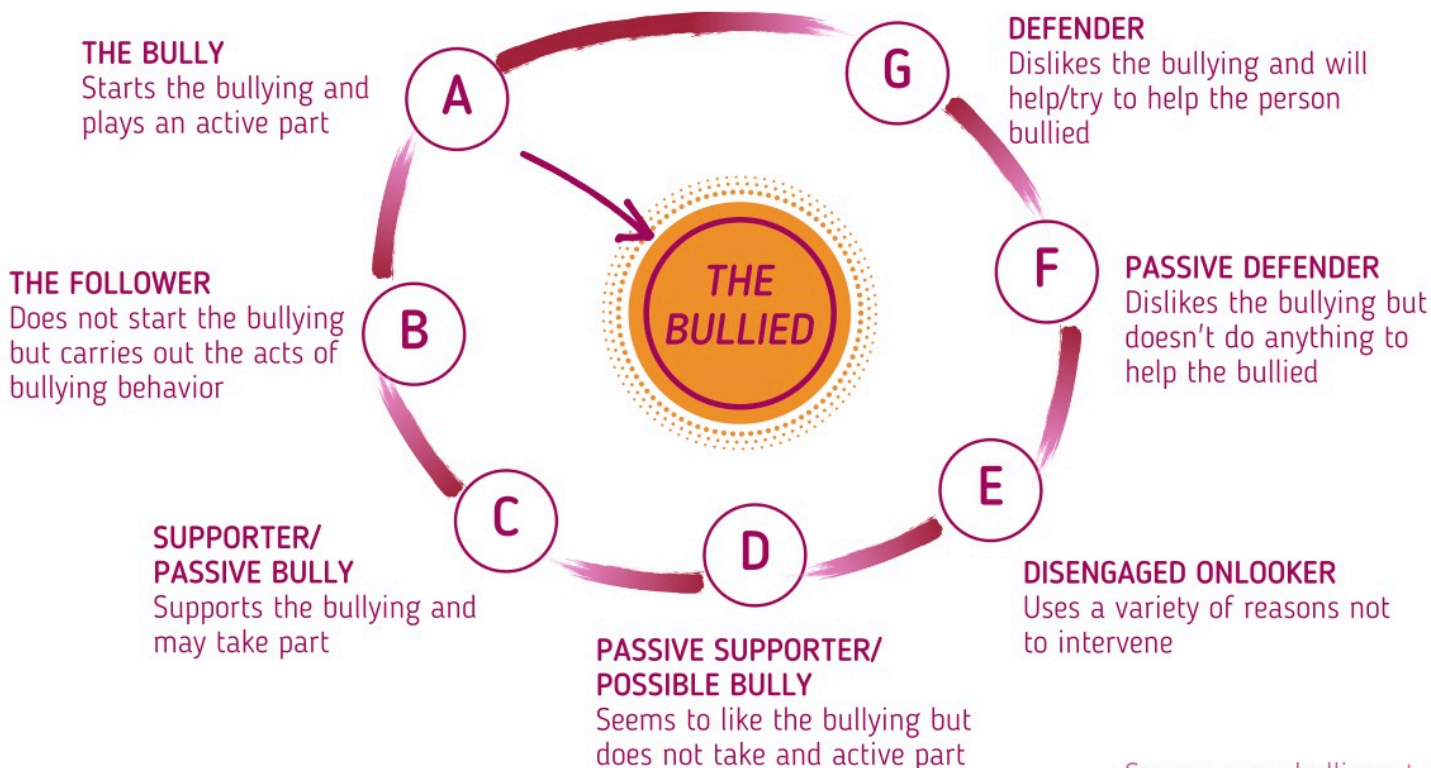 THE BULLY
Starts the bullying and
plays an active part
A
G
DEFENDER
Dislikes the bullying and will
help/try to help the person
bullied
THE FOLLOWER
Does not start the bullying
but carries out the acts of
bullying behavior
B
THE
BULLIED
F
PASSIVE DEFENDER
Dislikes the bullying but
doesn't do anything to
help the bullied
SUPPORTER/
PASSIVE BULLY
Supports the bullying and
may take part
C
D
PASSIVE SUPPORTER/
POSSIBLE BULLY
Seems to like the bullying but
does not take and active part
E
DISENGAGED ONLOOKER
Uses a variety of reasons not
to intervene